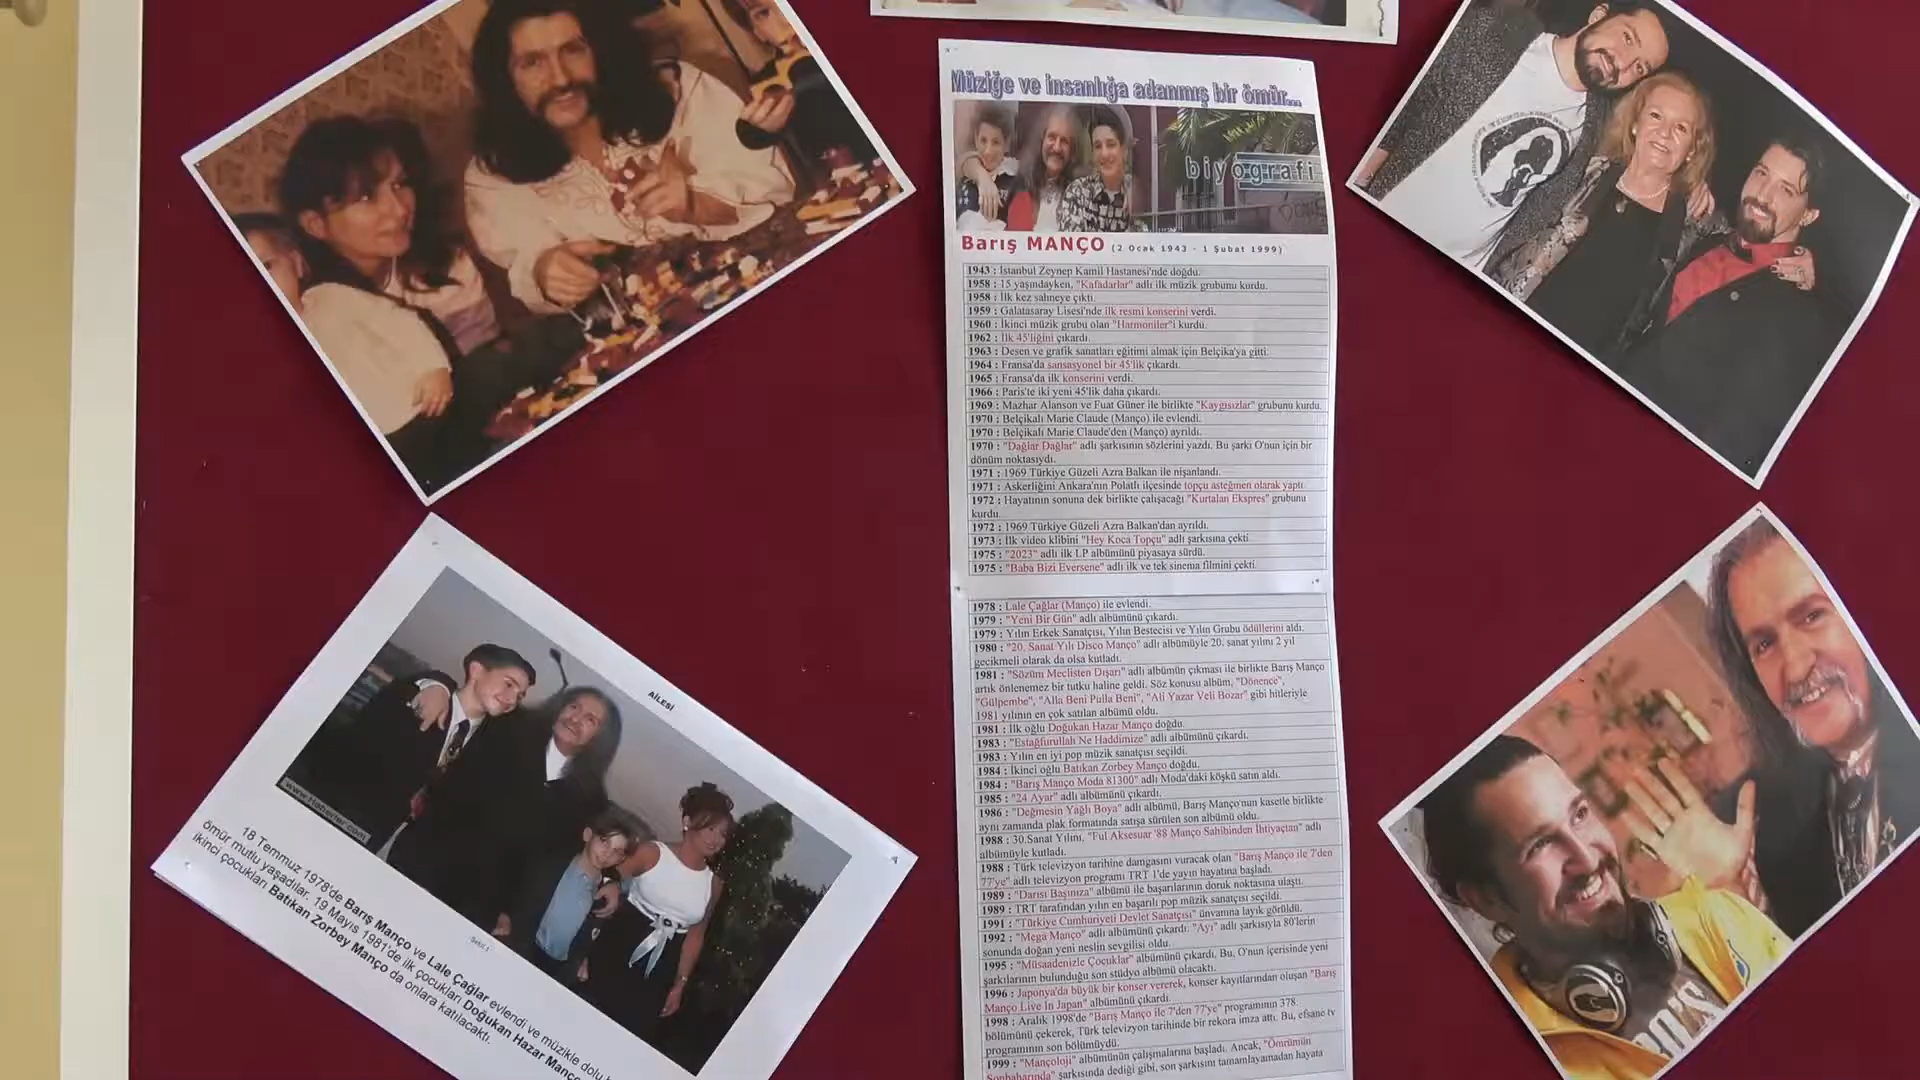 Müziğe ve insanlığa adanmış bir ömür...
biyografi
Barış MANÇO (2 Ocak 1943 - 1 Şubat 1999)
1943 : İstanbul Zeynep Kamil Hastanesi'nde doğdu.
1958 : 15 yaşındayken, "Kafadarlar" adlı ilk müzik grubunu kurdu.
1958 : İlk kez sahneye çıktı.
1959 : Galatasaray Lisesi'nde ilk resmi konserini verdi.
1960 : İkinci müzik grubu olan "Harmoniler"i kurdu.
1962 : İlk 45'liğini çıkardı.
1963 : Desen ve grafik sanatları eğitimi almak için Belçika'ya gitti.
1964 : Fransa'da sansasyonel bir 45'lik çıkardı.
1965 : Fransa'da ilk konserini verdi.
1966 : Paris'te iki yeni 45'lik daha çıkardı.
1969 : Mazhar Alanson ve Fuat Güner ile birlikte "Kaygısızlar" grubunu kurdu.
1970 : Belçikalı Marie Claude (Manço) ile evlendi.
1970 : Belçikalı Marie Claude'den (Manço) ayrıldı.
1970 : "Dağlar Dağlar" adlı şarkısının sözlerini yazdı. Bu şarkı O'nun için bir
dönüm noktasıydı.
1971 : 1969 Türkiye Güzeli Azra Balkan ile nişanlandı.
1971 : Askerliğini Ankara'nın Polatlı ilçesinde topçu asteğmen olarak yaptı.
1972 : Hayatının sonuna dek birlikte çalışacağı "Kurtalan Ekspres" grubunu
kurdu.
1972 : 1969 Türkiye Güzeli Azra Balkan'dan ayrıldı.
1973 : İlk video klibini "Hey Koca Topçu" adlı şarkısına çekti.
1975 : "2023" adlı ilk LP albümünü piyasaya sürdü.
1975 : "Baba Bizi Eversene" adlı ilk ve tek sinema filmini çekti.
1978 : Lale Çağlar (Manço) ile evlendi.
1979 : "Yeni Bir Gün" adlı albümünü çıkardı.
1979 : Yılın Erkek Sanatçısı, Yılın Bestecisi ve Yılın Grubu ödüllerini aldı.
1980 : "20. Sanat Yılı Disco Manço" adlı albümüyle 20. sanat yılını 2 yıl
gecikmeli olarak da olsa kutladı.
1981 : "Sözüm Meclisten Dışarı" adlı albümün çıkması ile birlikte Barış Manço
artık önlenemez bir tutku haline geldi. Söz konusu albüm, "Dönence",
"Gülpembe", "Alla Beni Pulla Beni", "Ali Yazar Veli Bozar" gibi hitleriyle
1981 yılının en çok satılan albümü oldu.
1981 : İlk oğlu Doğukan Hazar Manço doğdu.
1983 : "Estağfurullah Ne Haddimize" adlı albümünü çıkardı.
1983 : Yılın en iyi pop müzik sanatçısı seçildi.
1984 : İkinci oğlu Batıkan Zorbey Manço doğdu.
1984 : "Barış Manço Moda 81300" adlı Moda'daki köşkü satın aldı.
1985 : "24 Ayar" adlı albümünü çıkardı.
1986 : "Değmesin Yağlı Boya" adlı albümü, Barış Manço'nun kasetle birlikte
aynı zamanda plak formatında satışa sürülen son albümü oldu.
1988 : 30.Sanat Yılını, "Ful Aksesuar '88 Manço Sahibinden İhtiyaçtan" adlı
albümüyle kutladı.
1988 : Türk televizyon tarihine damgasını vuracak olan "Barış Manço ile 7'den
77'ye" adlı televizyon programı TRT 1'de yayın hayatına başladı.
1989 : "Darısı Başınıza" albümü ile başarılarının doruk noktasına ulaştı.
1989 : TRT tarafından yılın en başarılı pop müzik sanatçısı seçildi.
1991 : "Türkiye Cumhuriyeti Devlet Sanatçısı" ünvanına layık görüldü.
1992 : "Mega Manço" adlı albümünü çıkardı. "Ayı" adlı şarkısıyla 80'lerin
sonunda doğan yeni neslin sevgilisi oldu.
1995 : "Müsaadenizle Çocuklar" albümünü çıkardı. Bu, O'nun içerisinde yeni
şarkılarının bulunduğu son stüdyo albümü olacaktı.
1996 : Japonya'da büyük bir konser vererek, konser kayıtlarından oluşan "Barış
Manço Live In Japan" albümünü çıkardı.
1998 : Aralık 1998'de "Barış Manço ile 7'den 77'ye" programının 378.
bölümünü çekerek, Türk televizyon tarihinde bir rekora imza attı. Bu, efsane tv
programının son bölümüydü.
1999 : "Mançoloji" albümünün çalışmalarına başladı. Ancak, "Ömrümün
Sonbaharında" şarkısında dediği gibi, son şarkısını tamamlayamadan hayata
AİLESİ
www.Haberler.com
Şekil 1
18 Temmuz 1978'de Barış Manço ve Lale Çağlar evlendi ve müzikle dolu
ömür mutlu yaşadılar. 19 Mayıs 1981'de ilk çocukları Doğukan Hazar Manço
ikinci çocukları Batıkan Zorbey Manço da onlara katılacaktı.